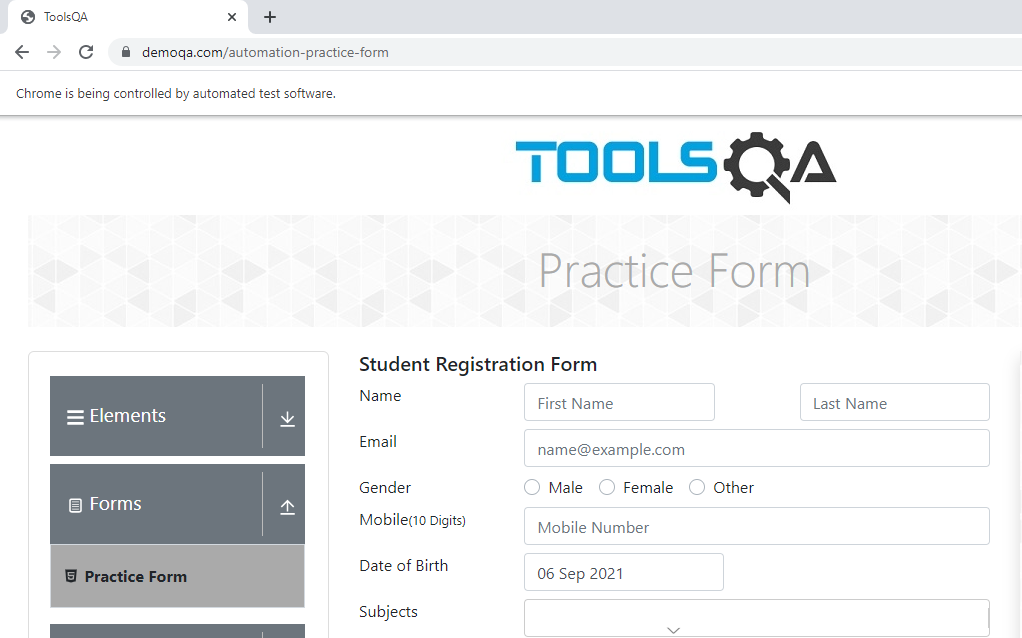 ToolsQA
demoqa.com/automation-practice-form
Chrome is being controlled by automated test software.
TOOLSQA
Practice Form
Elements
Forms
Practice Form
Student Registration Form
Name First Name Last Name
Email name@example.com
Gender Male Female Other
Mobile(10 Digits) Mobile Number
Date of Birth 06 Sep 2021
Subjects